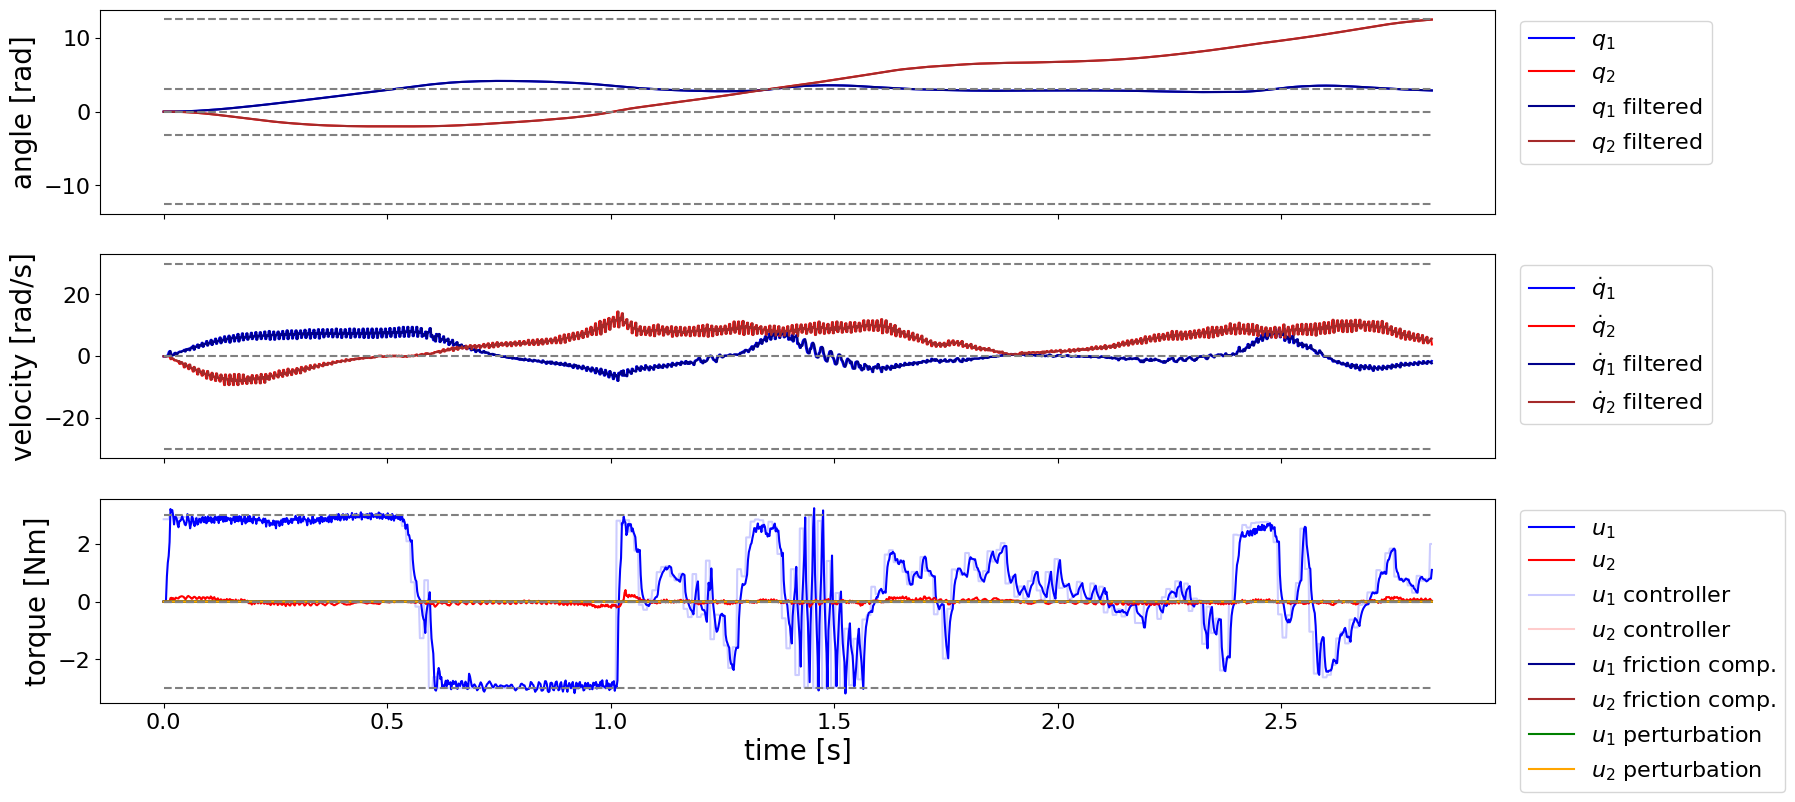 angle [rad]
10
0
−10
q₁
q₂
q₁ filtered
q₂ filtered
velocity [rad/s]
20
0
−20
q̇₁
q̇₂
q̇₁ filtered
q̇₂ filtered
torque [Nm]
2
0
−2
0.0 0.5 1.0 1.5 2.0 2.5
time [s]
u₁
u₂
u₁ controller
u₂ controller
u₁ friction comp.
u₂ friction comp.
u₁ perturbation
u₂ perturbation